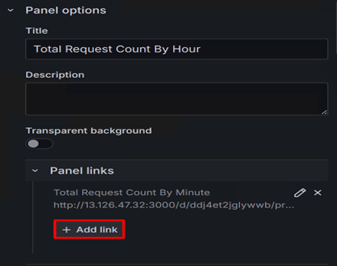 Panel options
Title
Total Request Count By Hour
Description
Transparent background
Panel links
Total Request Count By Minute
http://13.126.47.32:3000/d/ddj4et2jglywwb/pr...
+ Add link